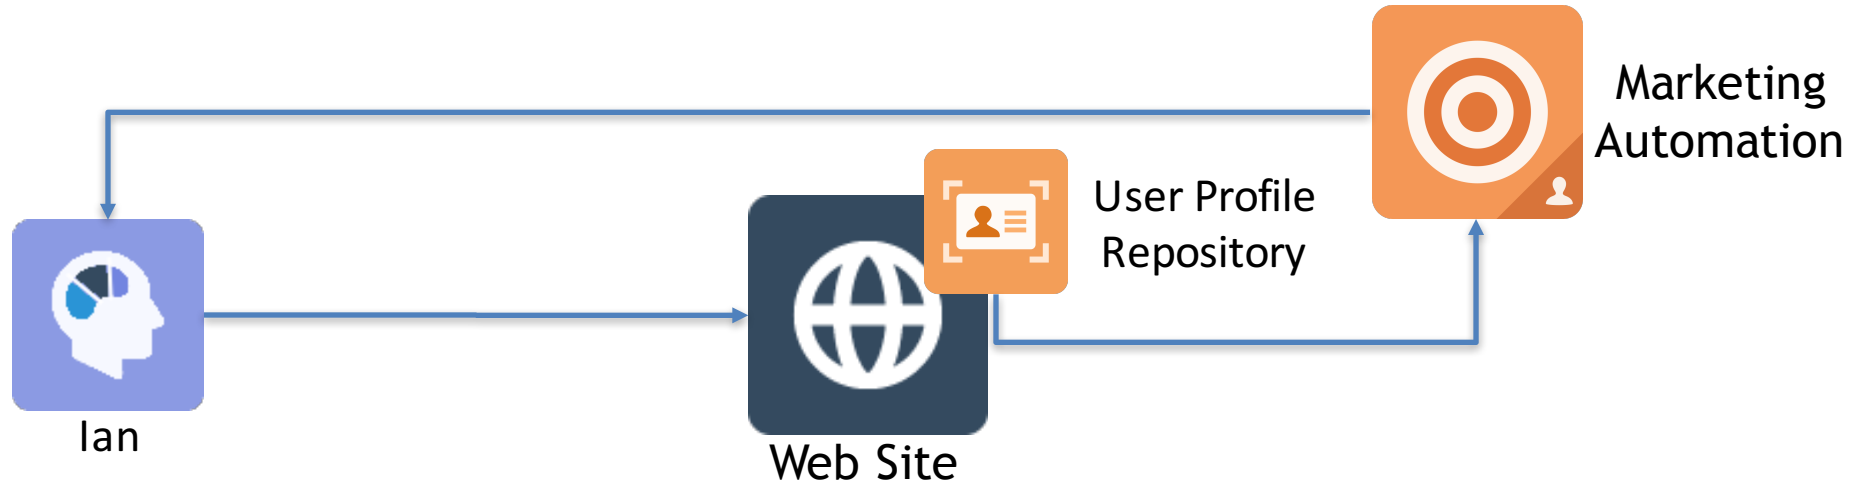 Marketing
Automation
User Profile
Repository
Ian
Web Site